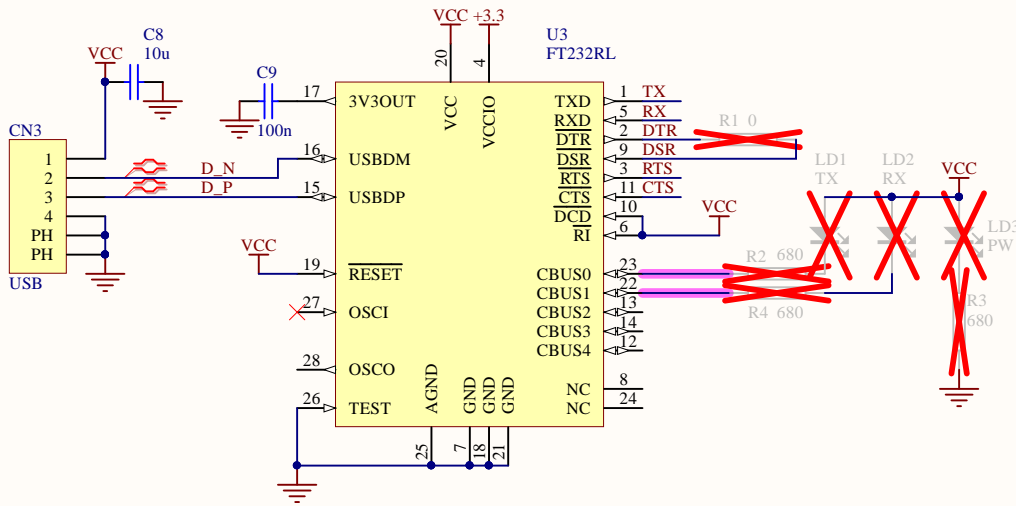 VCC +3.3
U3
FT232RL
C8
10u
VCC
C9
100n
CN3
1
2
3
4
PH
PH
USB
D_N
D_P
VCC
17
16
15
19
27
28
26
20
4
3V3OUT
USBDM
USBDP
RESET
OSCI
OSCO
TEST
VCC
VCCIO
AGND
GND
GND
GND
25
7
18
21
TXD 1 TX
RXD 5 RX
DTR 2 DTR
DSR 9 DSR
RTS 3 RTS
CTS 11 CTS
DCD 10
RI 6
VCC
CBUS0 23
CBUS1 22
CBUS2 13
CBUS3 14
CBUS4 12
NC 8
NC 24
R1 0
R2 680
R4 680
LD1
TX
LD2
RX
VCC
LD3
PW
R3
680